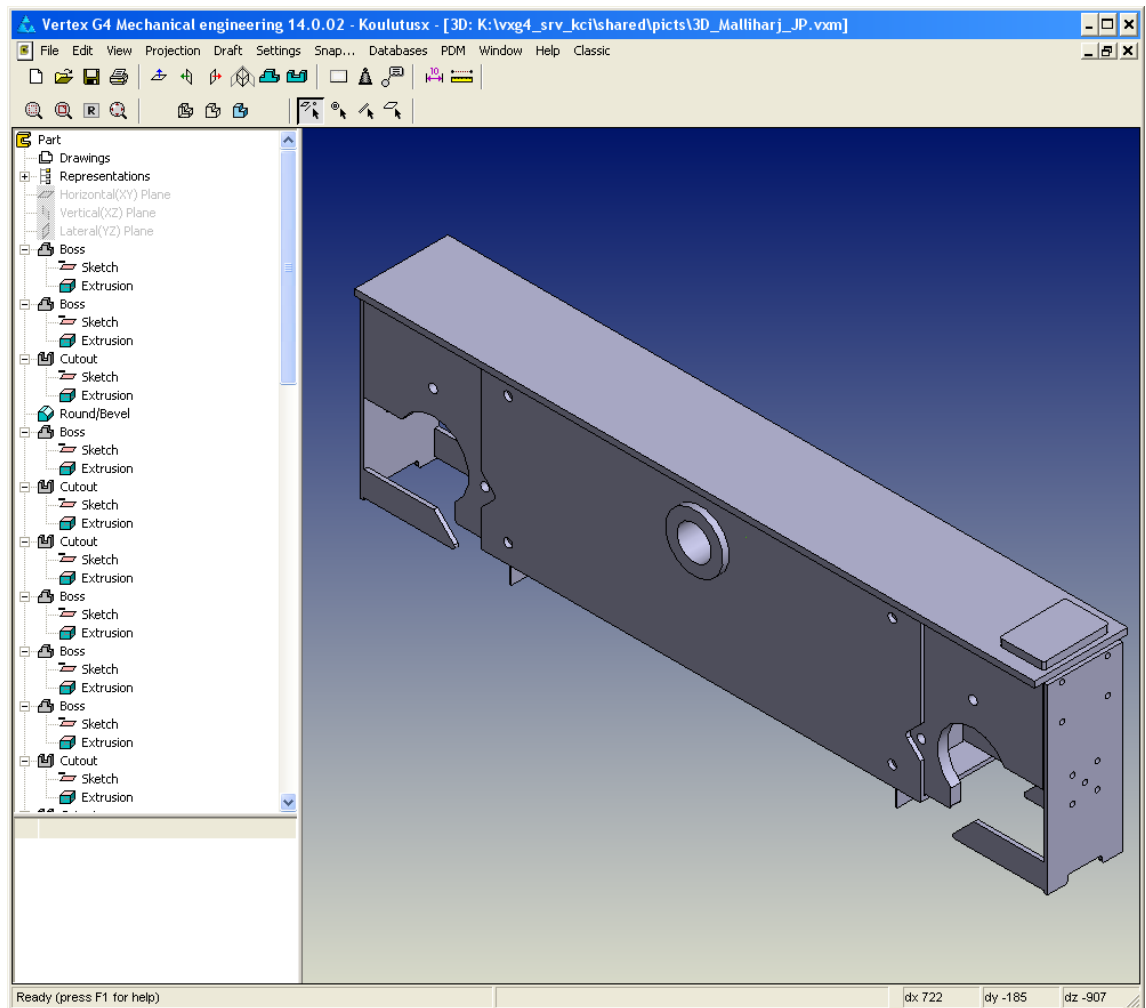 Vertex G4 Mechanical engineering 14.0.02 - Koulutusx - [3D: K:\vxg4_srv_kci\shared\picts\3D_Malliharj_JP.vxm]
File Edit View Projection Draft Settings Snap... Databases PDM Window Help Classic
10
R
Part
Drawings
Representations
Horizontal(XY) Plane
Vertical(XZ) Plane
Lateral(YZ) Plane
Boss
Sketch
Extrusion
Boss
Sketch
Extrusion
Cutout
Sketch
Extrusion
Round/Bevel
Boss
Sketch
Extrusion
Cutout
Sketch
Extrusion
Cutout
Sketch
Extrusion
Boss
Sketch
Extrusion
Boss
Sketch
Extrusion
Boss
Sketch
Extrusion
Cutout
Sketch
Extrusion
Ready (press F1 for help) dx 722 dy -185 dz -907